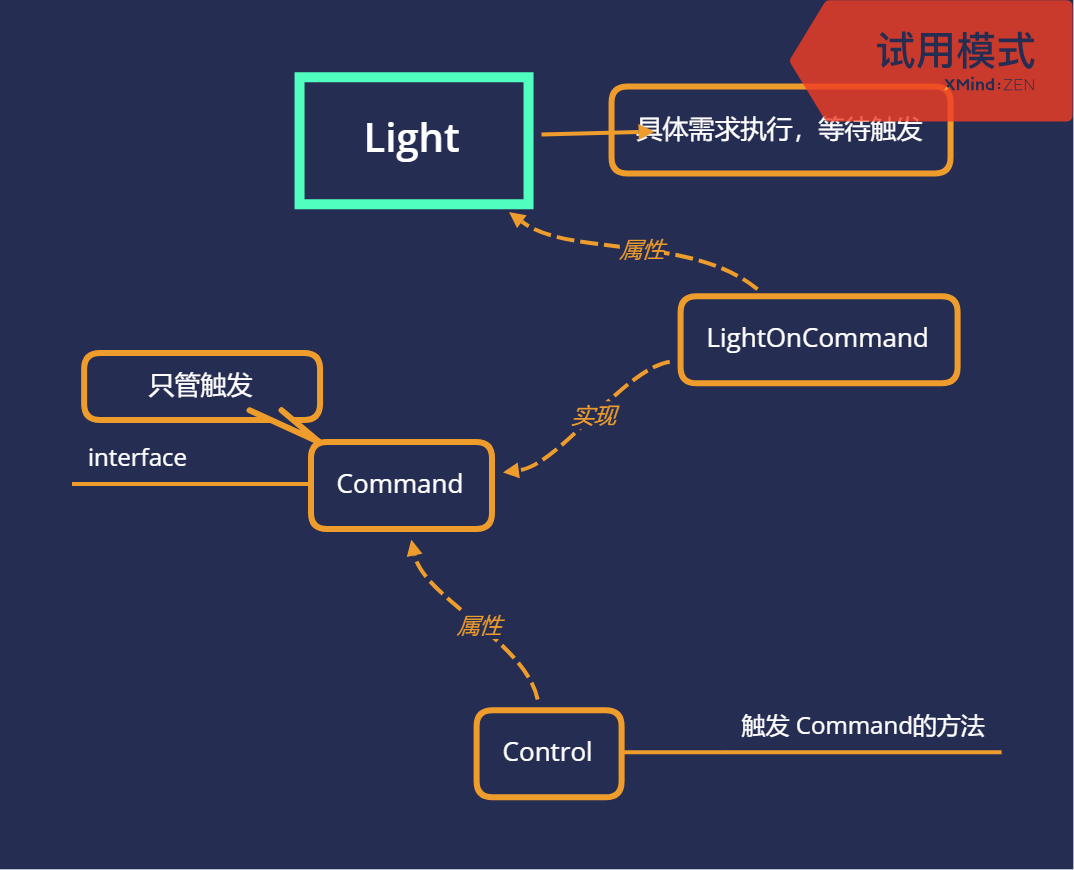 试用模式
XMind:ZEN
Light
具体需求执行，等待触发
属性
LightOnCommand
只管触发
实现
interface
Command
属性
触发 Command的方法
Control